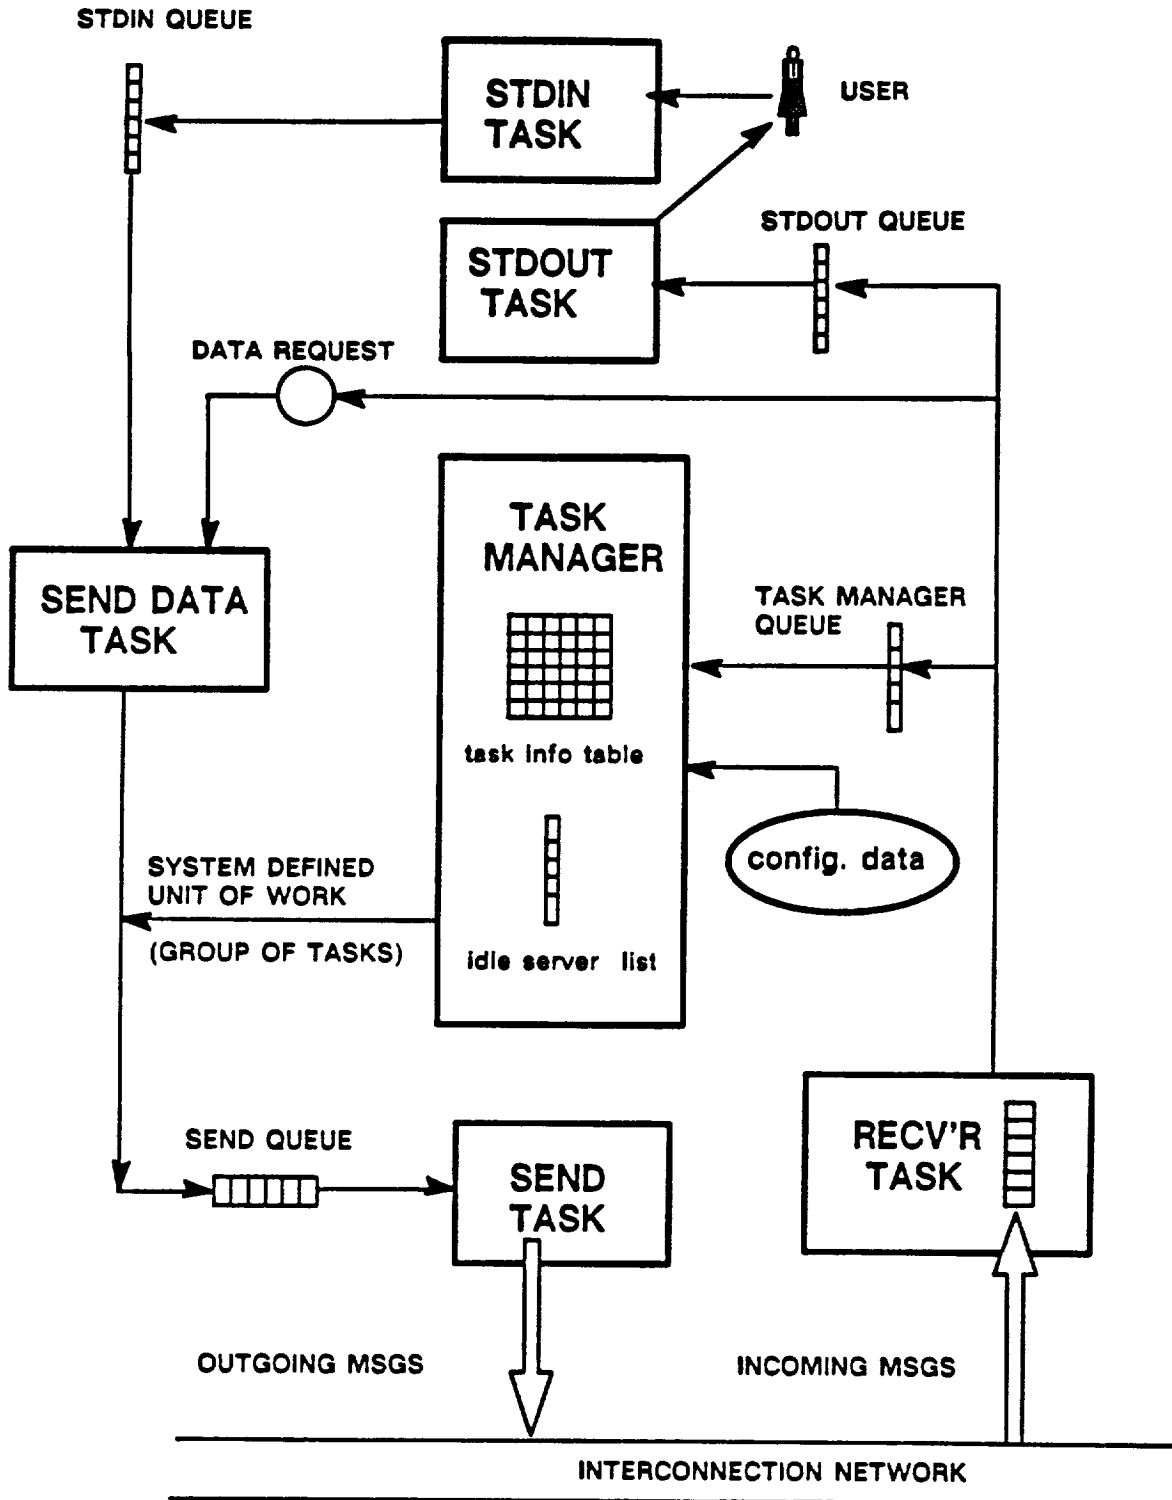 STDIN QUEUE
STDIN
TASK
USER
STDOUT QUEUE
STDOUT
TASK
DATA REQUEST
TASK
MANAGER
SEND DATA
TASK
TASK MANAGER
QUEUE
task info table
config. data
SYSTEM DEFINED
UNIT OF WORK
(GROUP OF TASKS)
idle server list
SEND QUEUE
SEND
TASK
RECV'R
TASK
OUTGOING MSGS
INCOMING MSGS
INTERCONNECTION NETWORK